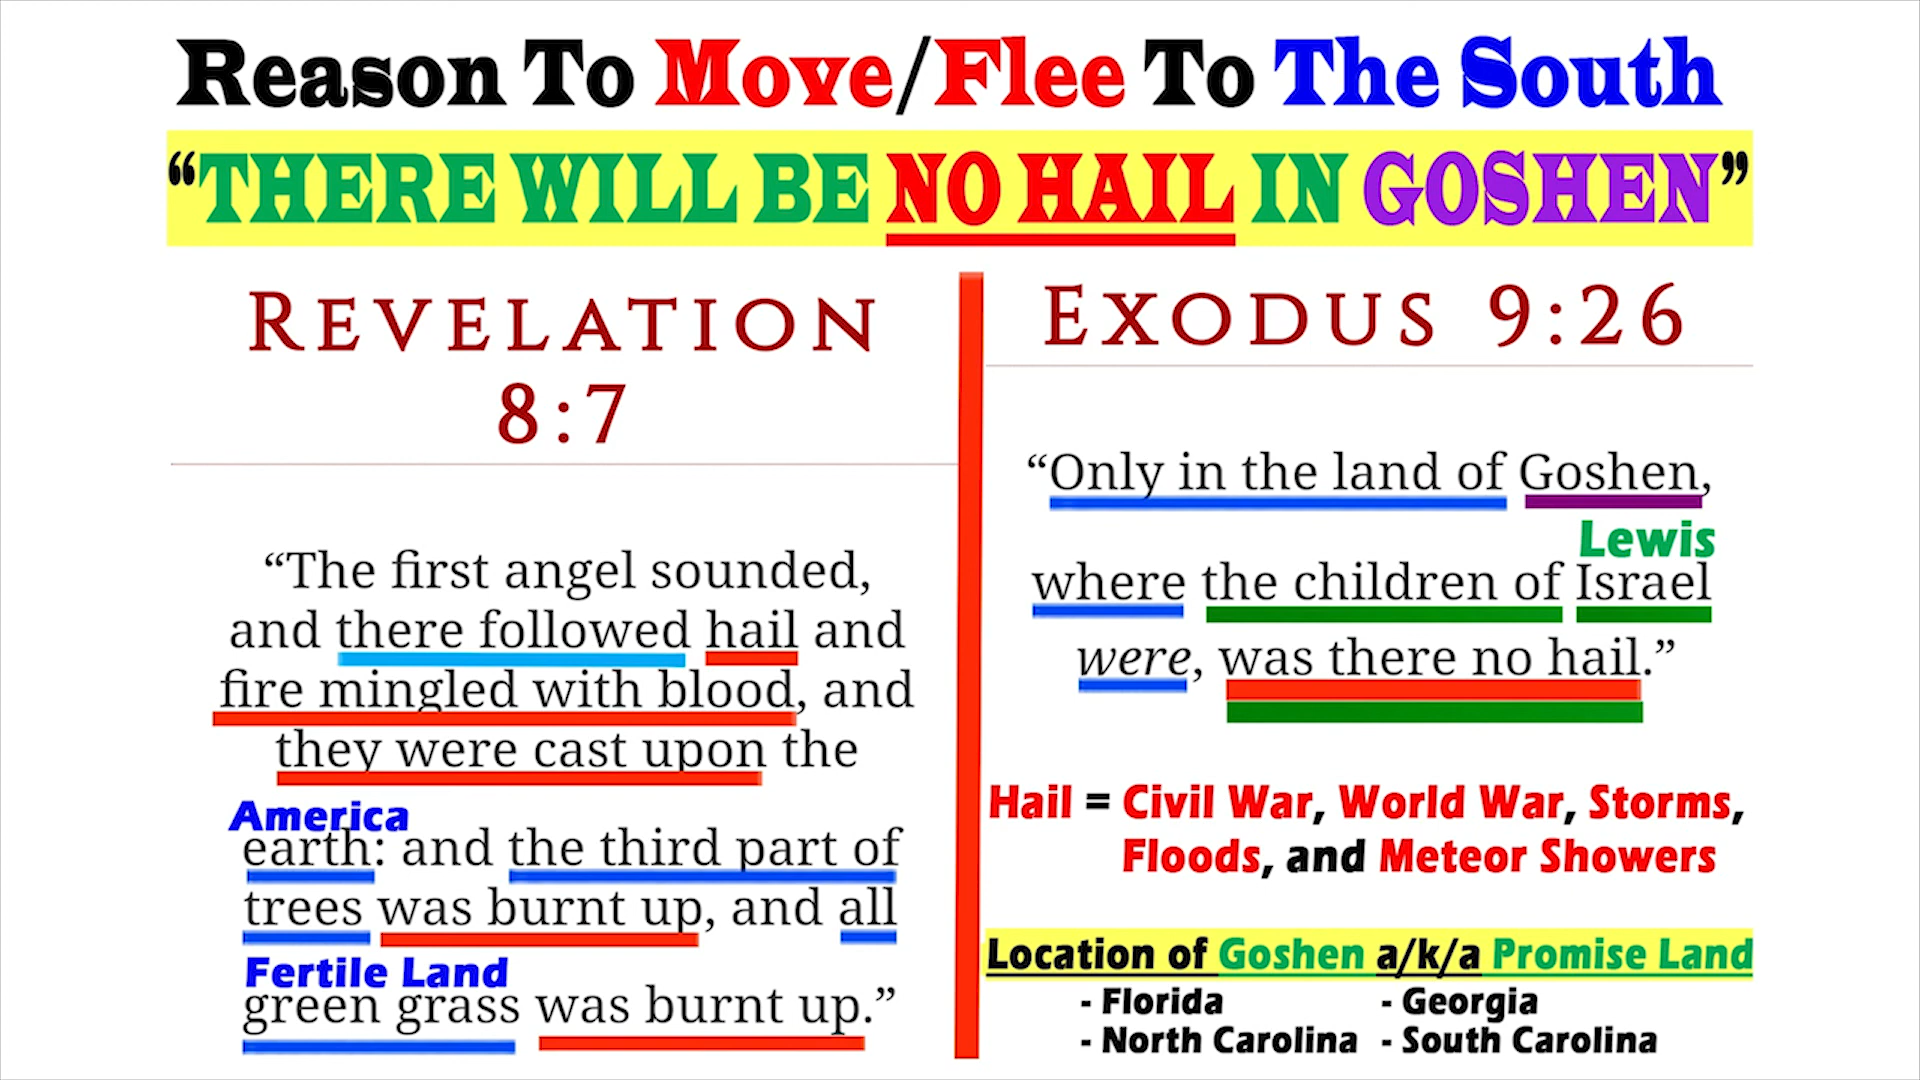 Reason To Move/Flee To The South
“THERE WILL BE NO HAIL IN GOSHEN”
REVELATION
8:7
“The first angel sounded,
and there followed hail and
fire mingled with blood, and
they were cast upon the
America
earth: and the third part of
trees was burnt up, and all
Fertile Land
green grass was burnt up.”
EXODUS 9:26
“Only in the land of Goshen,
Lewis
where the children of Israel
were, was there no hail.”
Hail = Civil War, World War, Storms,
Floods, and Meteor Showers
Location of Goshen a/k/a Promise Land
- Florida - Georgia
- North Carolina - South Carolina